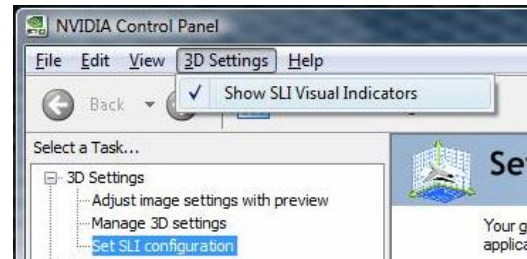 NVIDIA Control Panel
File Edit View 3D Settings Help
Back
Show SLI Visual Indicators
Select a Task...
3D Settings
Adjust image settings with preview
Manage 3D settings
Set SLI configuration
Se
Your g
applica